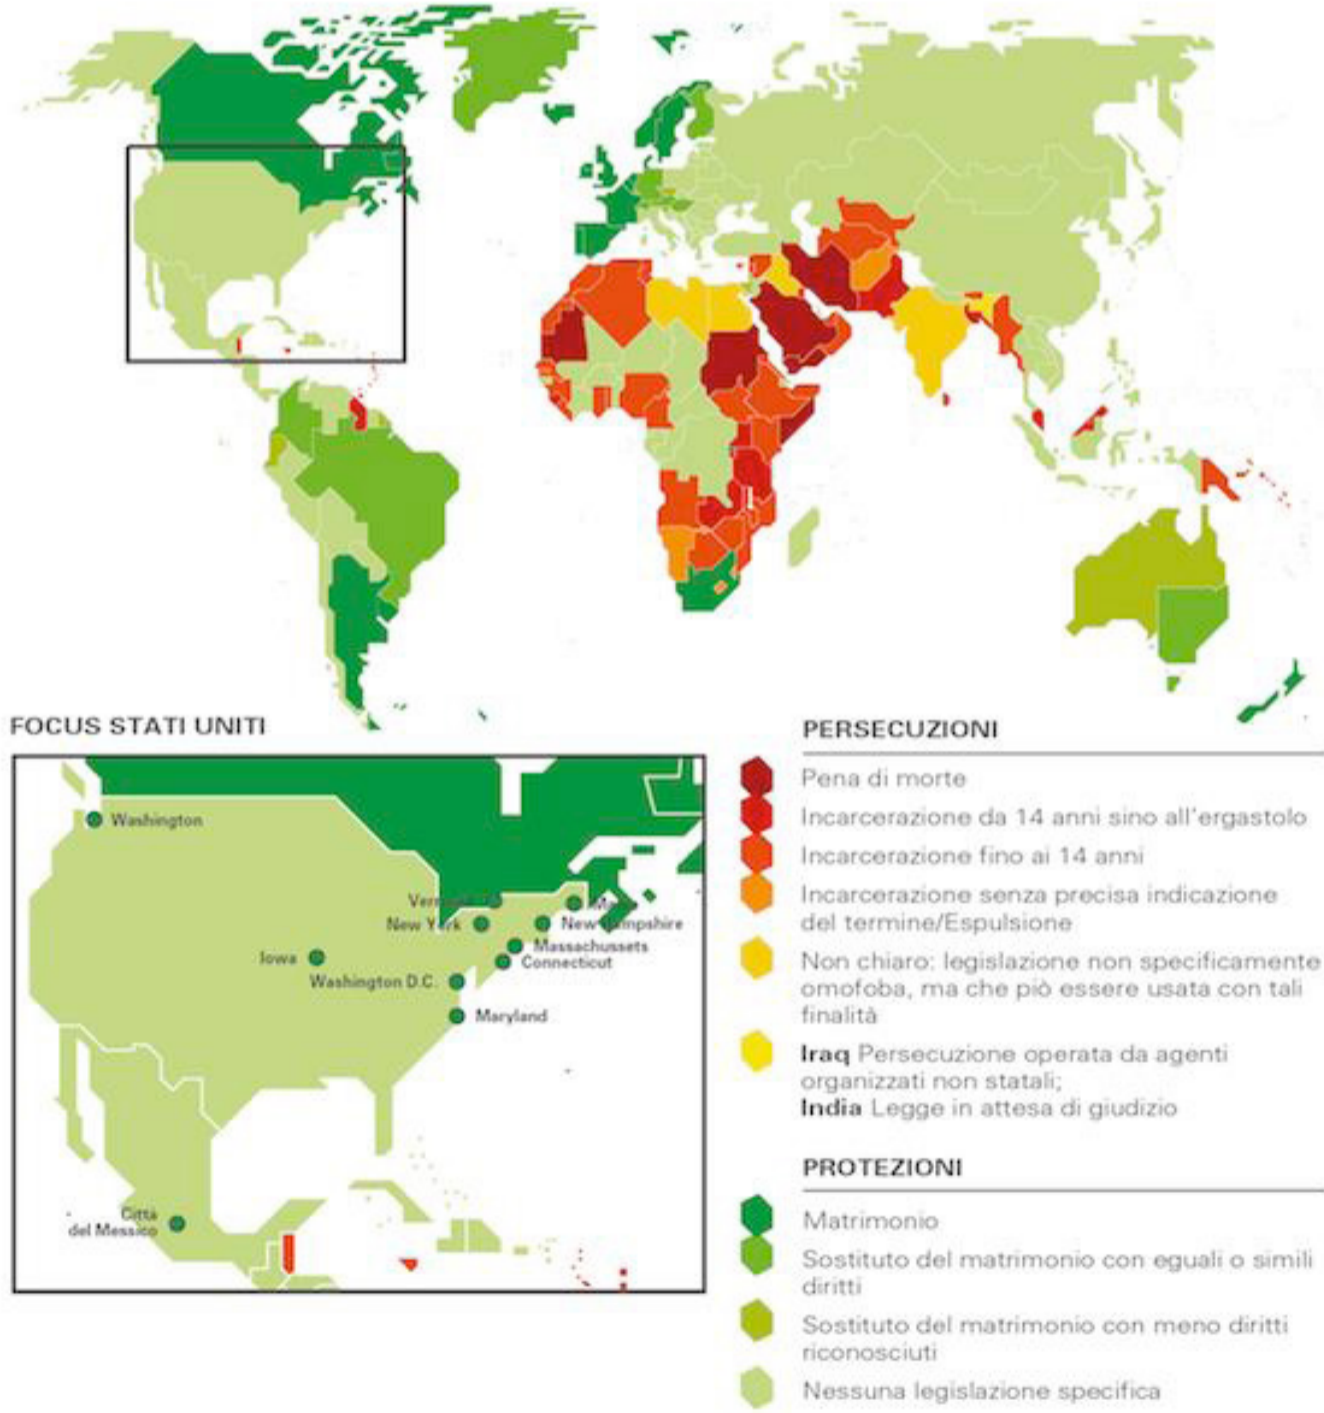 FOCUS STATI UNITI
Washington
New York
Iowa
Washington D.C.
New Hampshire
Massachussets
Connecticut
Maryland
Città
del Messico
PERSECUZIONI
Pena di morte
Incarcerazione da 14 anni sino all'ergastolo
Incarcerazione fino ai 14 anni
Incarcerazione senza precisa indicazione
del termine/Espulsione
Non chiaro: legislazione non specificamente
omofoba, ma che piò essere usata con tali
finalità
Iraq Persecuzione operata da agenti
organizzati non statali;
India Legge in attesa di giudizio
PROTEZIONI
Matrimonio
Sostituto del matrimonio con eguali o simili
diritti
Sostituto del matrimonio con meno diritti
riconosciuti
Nessuna legislazione specifica